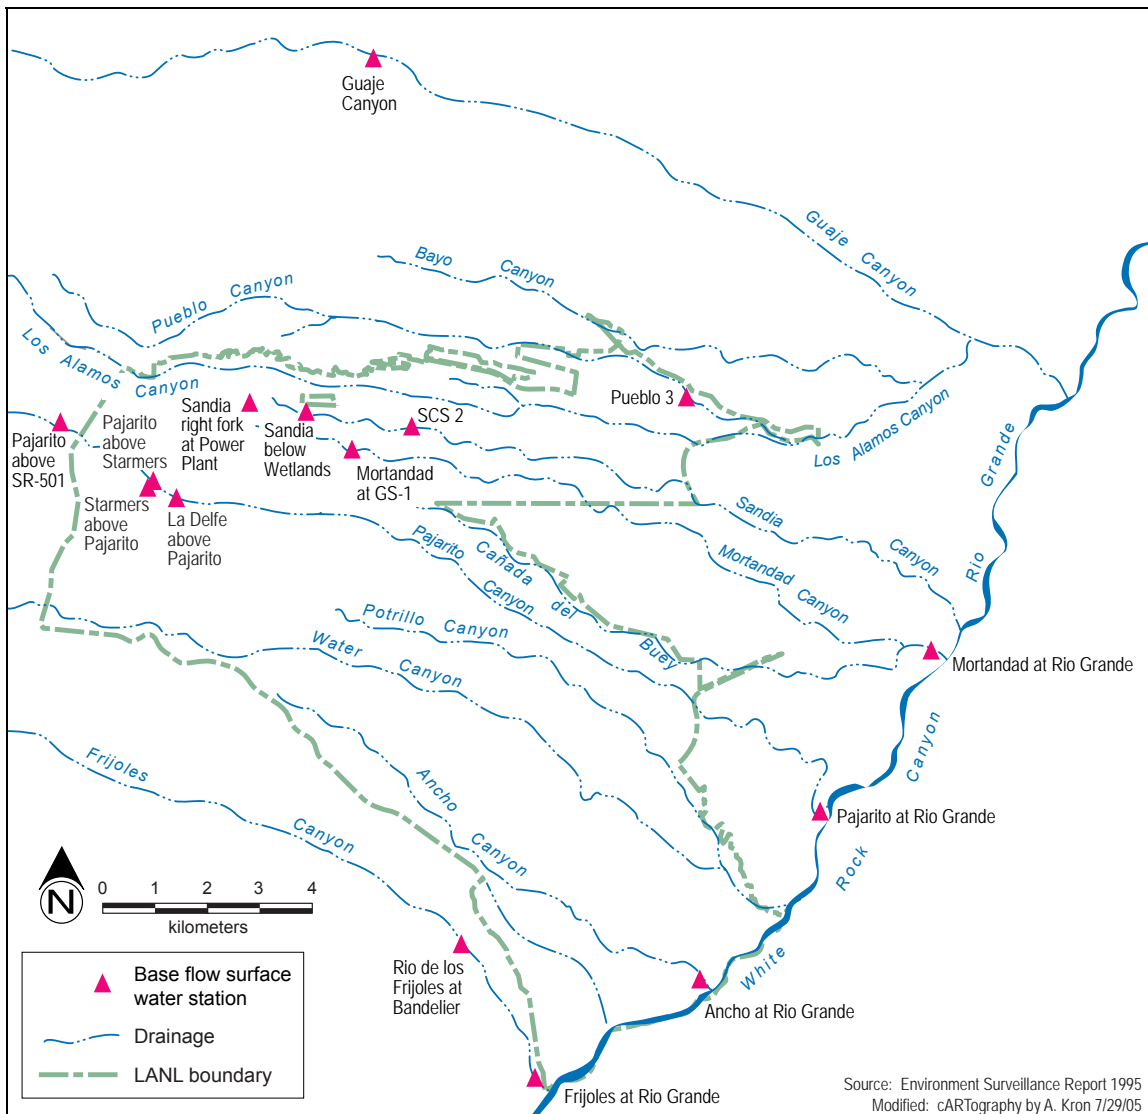 Guaje
Canyon
Guaje Canyon
Bayo Canyon
Pueblo Canyon
Los Alamos Canyon
Pueblo 3
Los Alamos Canyon
Rio Grande
Sandia
right fork
at Power
Plant
Sandia
below
Wetlands
SCS 2
Mortandad
at GS-1
Pajarito
above
SR-501
Pajarito
above
Starmers
Starmers
above
Pajarito
La Delfe
above
Pajarito
Sandia Canyon
Mortandad Canyon
Cañada del Buey
Pajarito Canyon
Potrillo Canyon
Water Canyon
Mortandad at Rio Grande
Frijoles Canyon
Ancho Canyon
Pajarito at Rio Grande
White Rock Canyon
Rio de los
Frijoles at
Bandelier
Ancho at Rio Grande
Frijoles at Rio Grande
N
0 1 2 3 4
kilometers
Base flow surface
water station
Drainage
LANL boundary
Source: Environment Surveillance Report 1995
Modified: cARTography by A. Kron 7/29/05